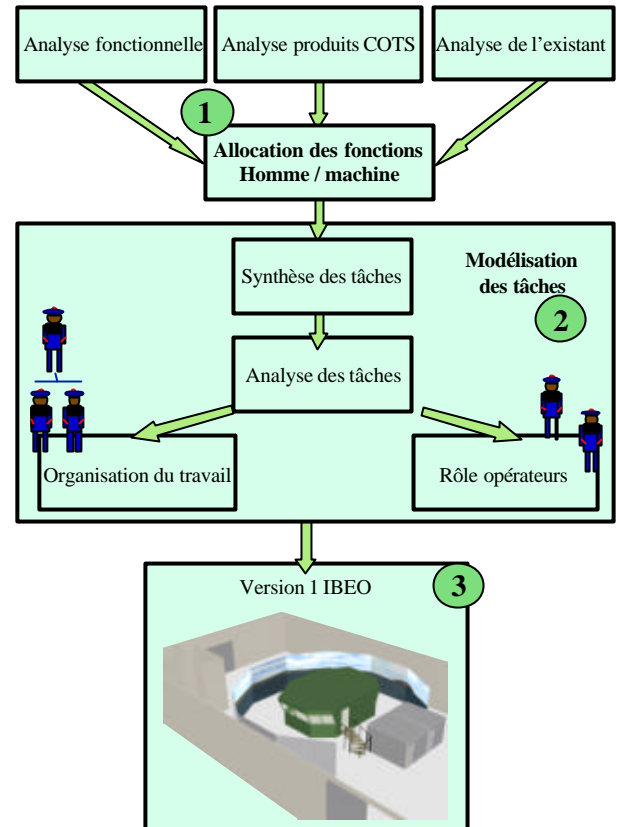 Analyse fonctionnelle
Analyse produits COTS
Analyse de l’existant
1
Allocation des fonctions
Homme / machine
Synthèse des tâches
Modélisation
des tâches
2
Analyse des tâches
Organisation du travail
Rôle opérateurs
Version 1 IBEO
3